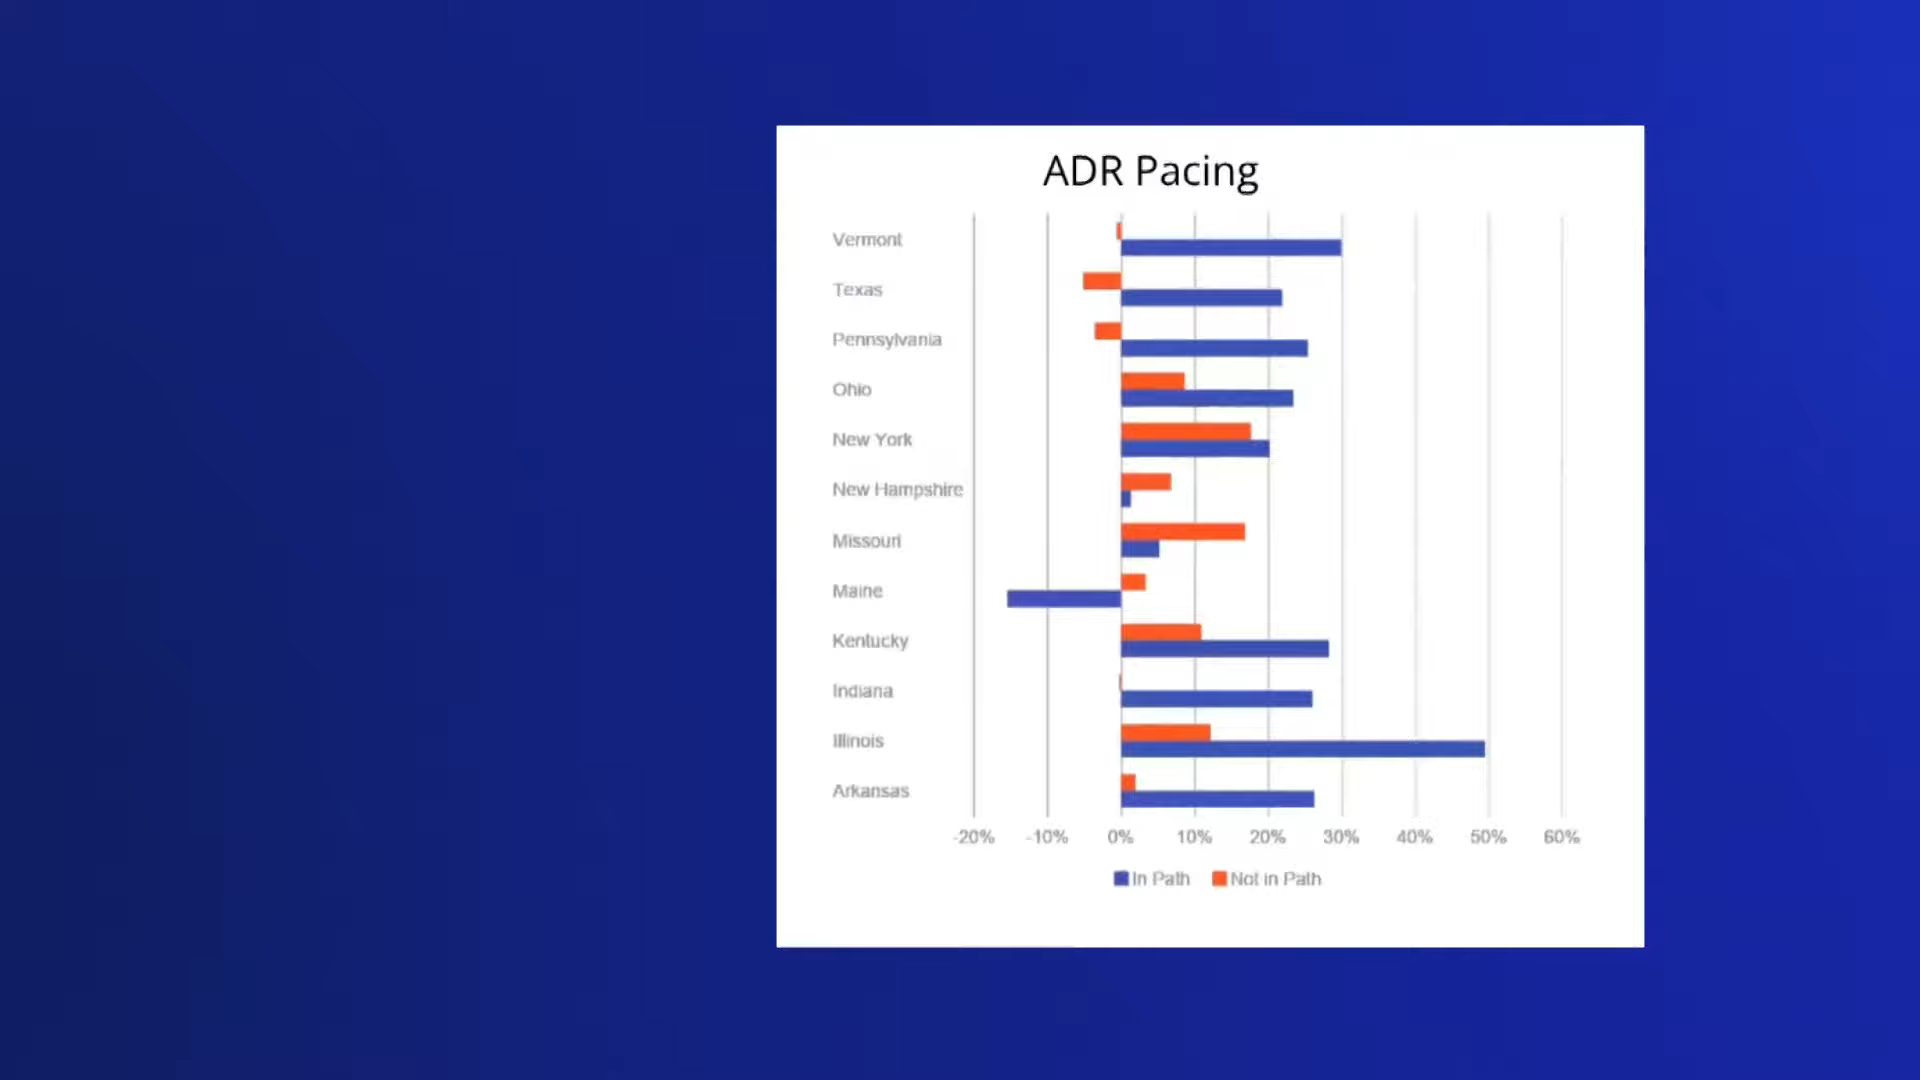 ADR Pacing
Vermont
Texas
Pennsylvania
Ohio
New York
New Hampshire
Missouri
Maine
Kentucky
Indiana
Illinois
Arkansas
-20% -10% 0% 10% 20% 30% 40% 50% 60%
In Path Not in Path